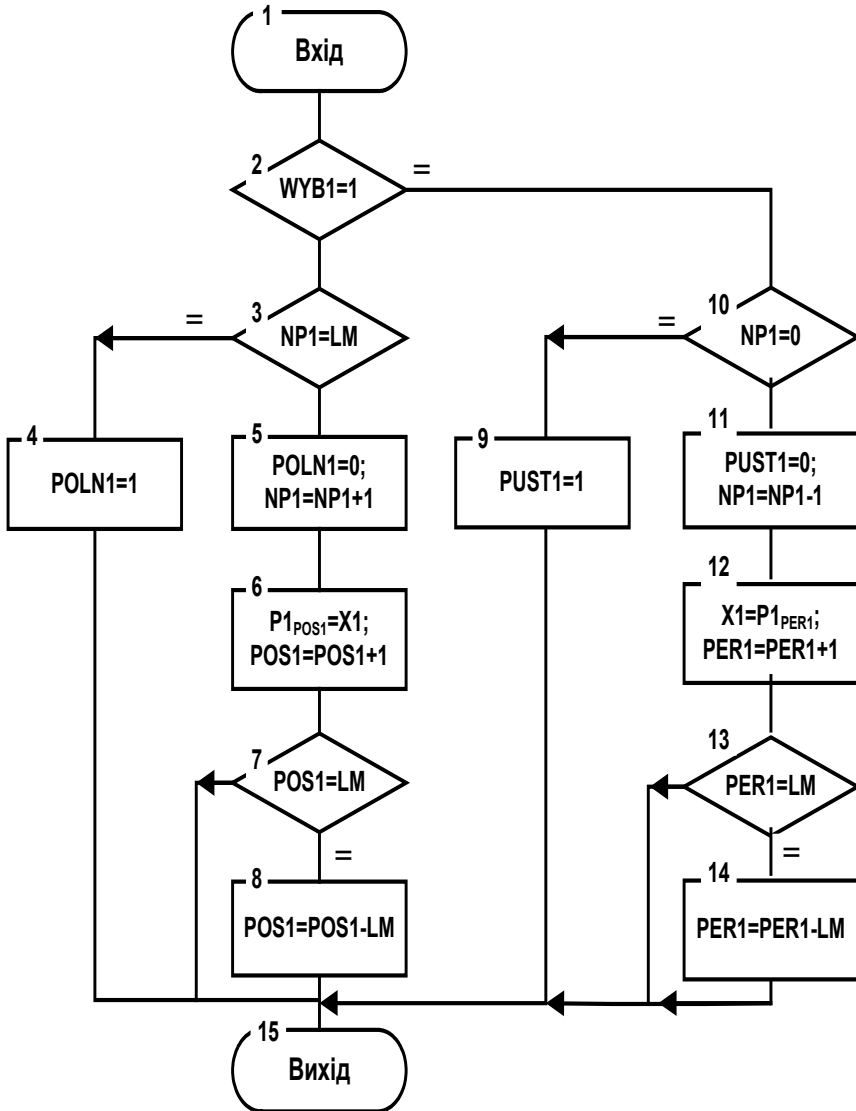 1
Вхід
2
WYB1=1
=
3
NP1=LM
=
10
NP1=0
=
4
POLN1=1
5
POLN1=0;
NP1=NP1+1
9
PUST1=1
11
PUST1=0;
NP1=NP1-1
6
P1POS1=X1;
POS1=POS1+1
12
X1=P1PER1;
PER1=PER1+1
7
POS1=LM
=
13
PER1=LM
=
8
POS1=POS1-LM
14
PER1=PER1-LM
15
Вихід